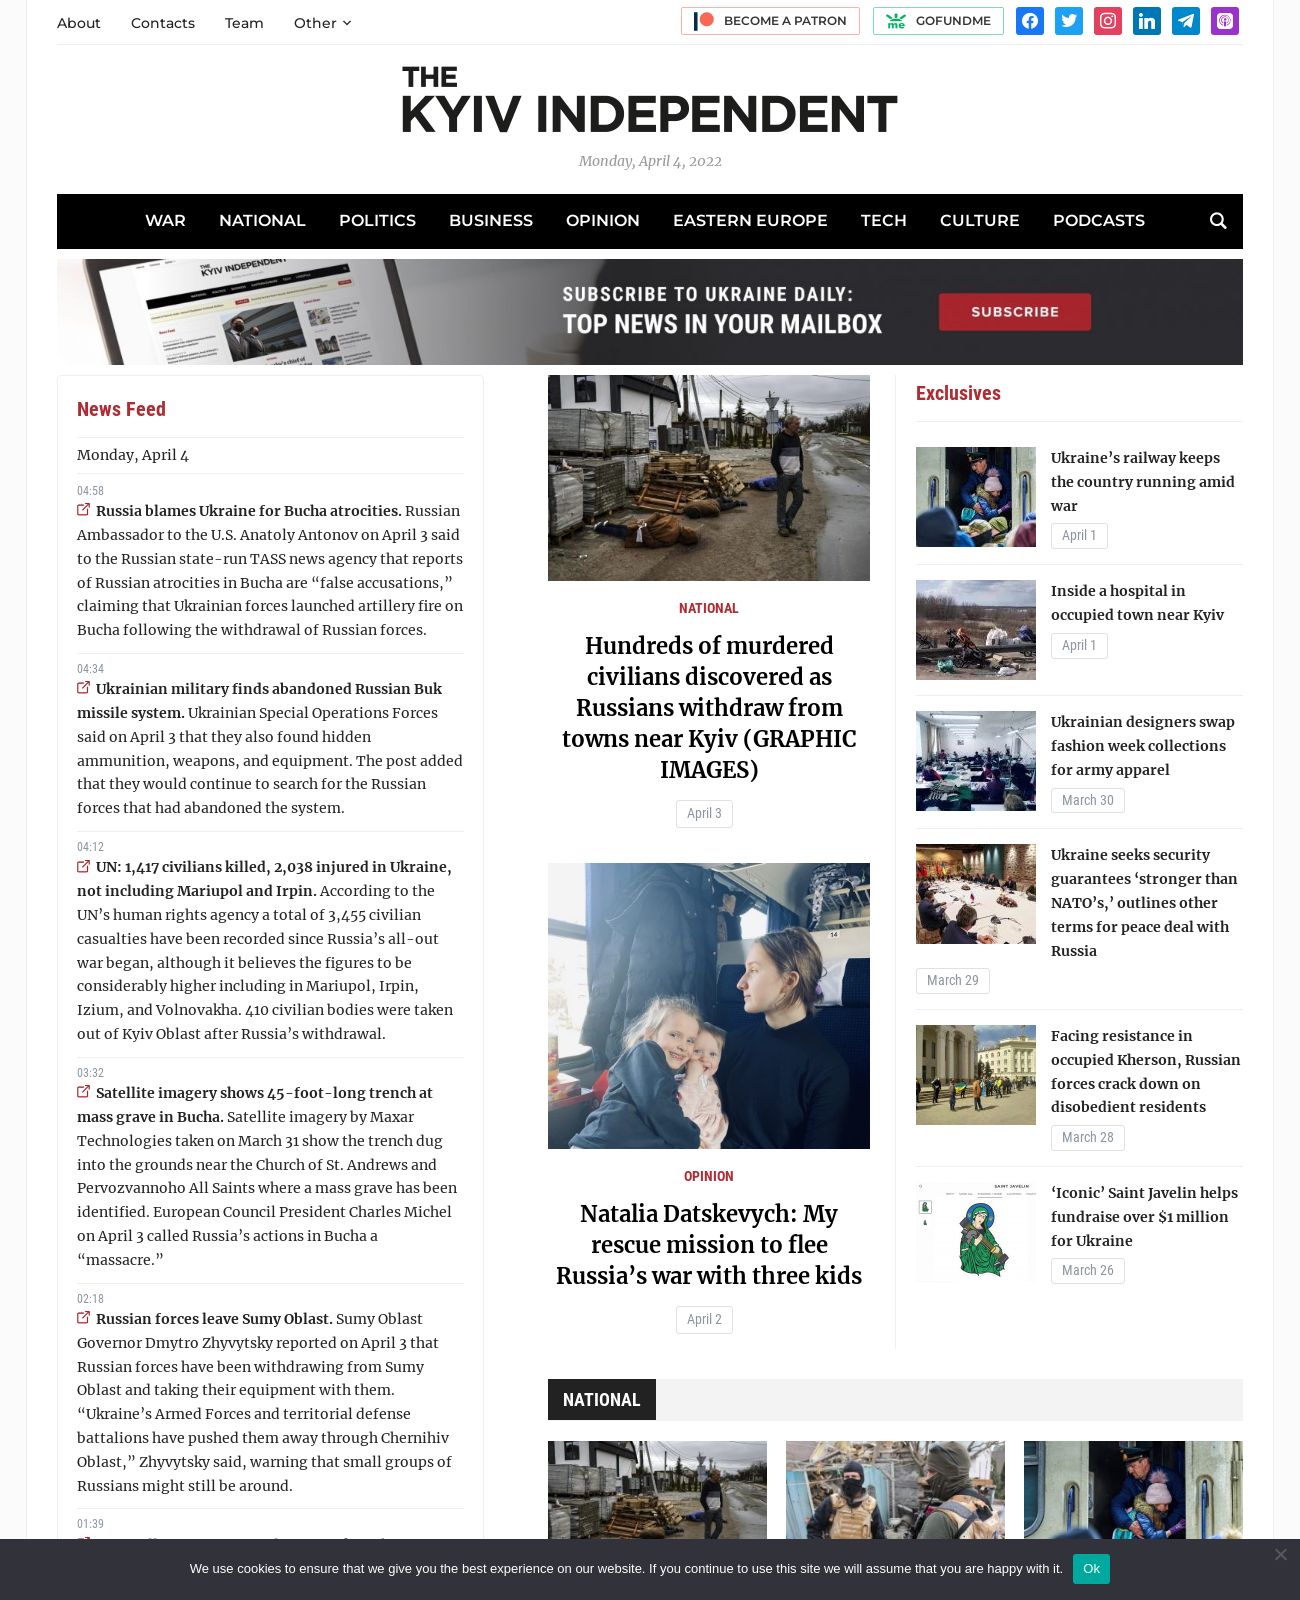 About
Contacts
Team
Other
BECOME A PATRON
GOFUNDME
THE
KYIV INDEPENDENT
Monday, April 4, 2022
WAR
NATIONAL
POLITICS
BUSINESS
OPINION
EASTERN EUROPE
TECH
CULTURE
PODCASTS
KYIV INDEPENDENT
SUBSCRIBE TO UKRAINE DAILY:
TOP NEWS IN YOUR MAILBOX
SUBSCRIBE
News Feed
Monday, April 4
04:58
Russia blames Ukraine for Bucha atrocities. Russian
Ambassador to the U.S. Anatoly Antonov on April 3 said
to the Russian state-run TASS news agency that reports
of Russian atrocities in Bucha are “false accusations,”
claiming that Ukrainian forces launched artillery fire on
Bucha following the withdrawal of Russian forces.
04:34
Ukrainian military finds abandoned Russian Buk
missile system. Ukrainian Special Operations Forces
said on April 3 that they also found hidden
ammunition, weapons, and equipment. The post added
that they would continue to search for the Russian
forces that had abandoned the system.
04:12
UN: 1,417 civilians killed, 2,038 injured in Ukraine,
not including Mariupol and Irpin. According to the
UN’s human rights agency a total of 3,455 civilian
casualties have been recorded since Russia’s all-out
war began, although it believes the figures to be
considerably higher including in Mariupol, Irpin,
Izium, and Volnovakha. 410 civilian bodies were taken
out of Kyiv Oblast after Russia’s withdrawal.
03:32
Satellite imagery shows 45-foot-long trench at
mass grave in Bucha. Satellite imagery by Maxar
Technologies taken on March 31 show the trench dug
into the grounds near the Church of St. Andrews and
Pervozvannoho All Saints where a mass grave has been
identified. European Council President Charles Michel
on April 3 called Russia’s actions in Bucha a
“massacre.”
02:18
Russian forces leave Sumy Oblast. Sumy Oblast
Governor Dmytro Zhyvytsky reported on April 3 that
Russian forces have been withdrawing from Sumy
Oblast and taking their equipment with them.
“Ukraine’s Armed Forces and territorial defense
battalions have pushed them away through Chernihiv
Oblast,” Zhyvytsky said, warning that small groups of
Russians might still be around.
01:39
NATIONAL
Hundreds of murdered
civilians discovered as
Russians withdraw from
towns near Kyiv (GRAPHIC
IMAGES)
April 3
14
OPINION
Natalia Datskevych: My
rescue mission to flee
Russia’s war with three kids
April 2
Exclusives
Ukraine’s railway keeps
the country running amid
war
April 1
Inside a hospital in
occupied town near Kyiv
April 1
Ukrainian designers swap
fashion week collections
for army apparel
March 30
Ukraine seeks security
guarantees ‘stronger than
NATO’s,’ outlines other
terms for peace deal with
Russia
March 29
Facing resistance in
occupied Kherson, Russian
forces crack down on
disobedient residents
March 28
SAINT JAVELIN
‘Iconic’ Saint Javelin helps
fundraise over $1 million
for Ukraine
March 26
NATIONAL
We use cookies to ensure that we give you the best experience on our website. If you continue to use this site we will assume that you are happy with it.
Ok